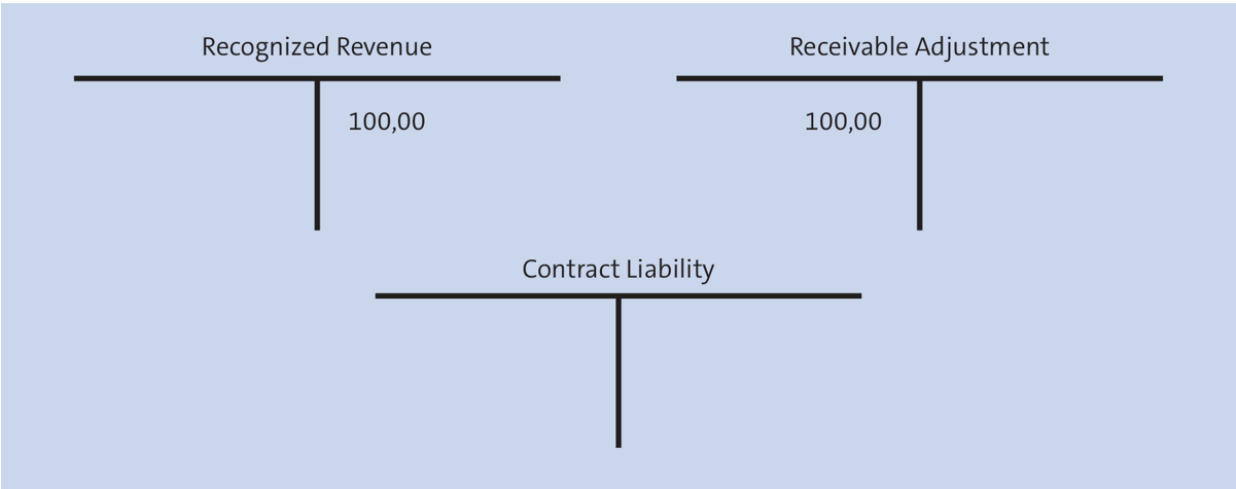 Recognized Revenue
Receivable Adjustment
100,00
100,00
Contract Liability